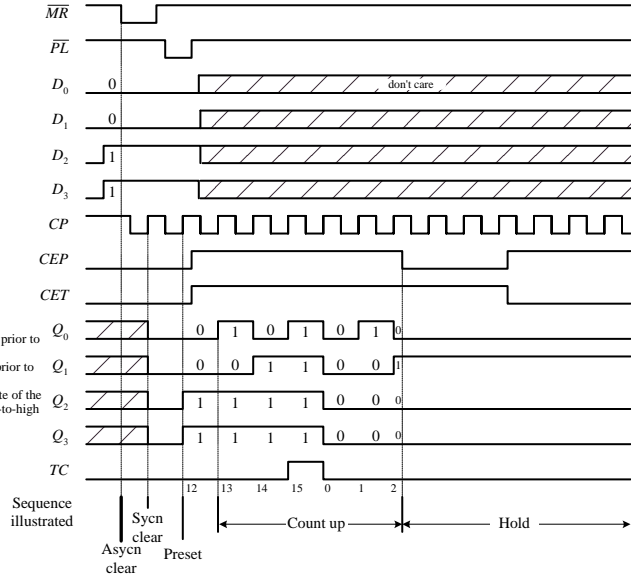 MR
PL
D0 0
don't care
D1 0
D2 1
D3 1
CP
CEP
CET
prior to Q0 0 1 0 1 0 1 0
prior to Q1 0 0 1 1 0 0 1
te of the
-to-high
Q2 1 1 1 1 0 0 0
Q3 1 1 1 1 0 0 0
TC
12 13 14 15 0 1 2
Sequence
illustrated
Asycn
clear
Sycn
clear
Preset
Count up
Hold